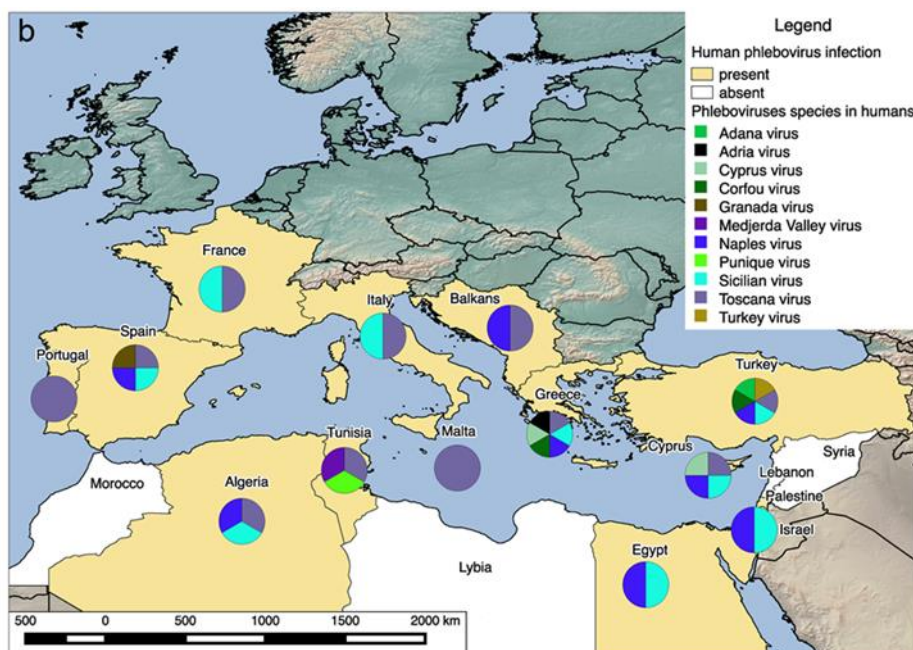 b
Legend
Human phlebovirus infection
present
absent
Phleboviruses species in humans
Adana virus
Adria virus
Cyprus virus
Corfou virus
Granada virus
Medjerda Valley virus
Naples virus
Punique virus
Sicilian virus
Toscana virus
Turkey virus
France
Italy
Balkans
Spain
Portugal
Turkey
Greece
Tunisia
Malta
Cyprus
Syria
Morocco
Algeria
Lebanon
Palestine
Israel
Egypt
Lybia
500 0 500 1000 1500 2000 km